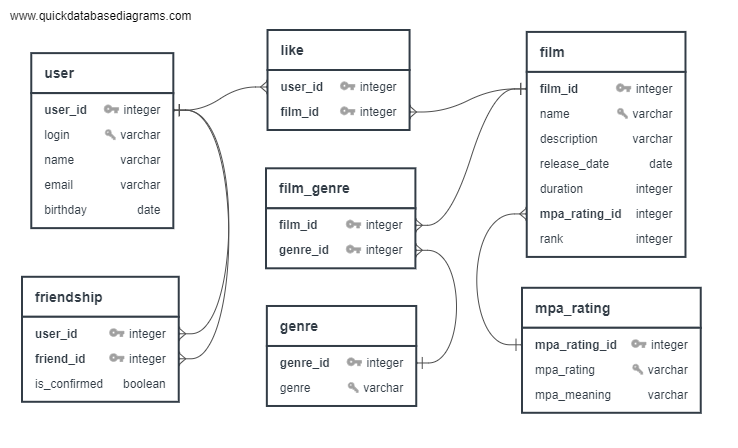 www.quickdatabasediagrams.com
user
user_id integer
login varchar
name varchar
email varchar
birthday date
like
user_id integer
film_id integer
film
film_id integer
name varchar
description varchar
release_date date
duration integer
mpa_rating_id integer
rank integer
film_genre
film_id integer
genre_id integer
friendship
user_id integer
friend_id integer
is_confirmed boolean
genre
genre_id integer
genre varchar
mpa_rating
mpa_rating_id integer
mpa_rating varchar
mpa_meaning varchar